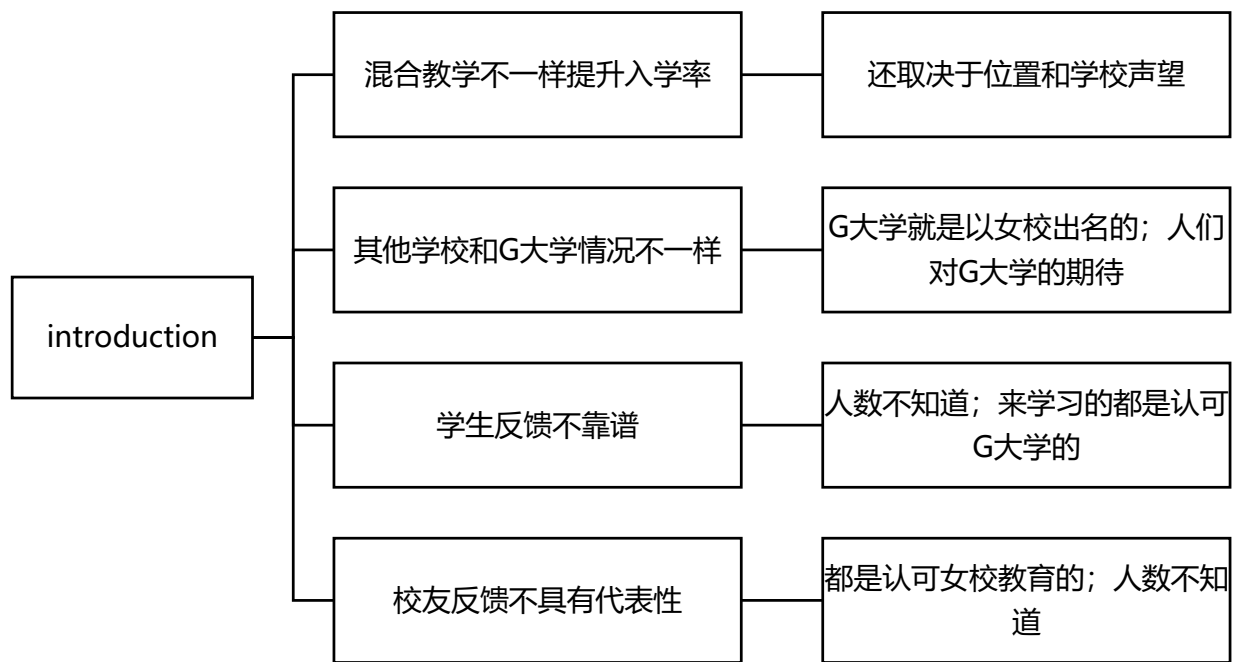 混合教学不一样提升入学率
还取决于位置和学校声望
其他学校和G大学情况不一样
G大学就是以女校出名的；人们
对G大学的期待
introduction
学生反馈不靠谱
人数不知道；来学习的都是认可
G大学的
校友反馈不具有代表性
都是认可女校教育的；人数不知
道